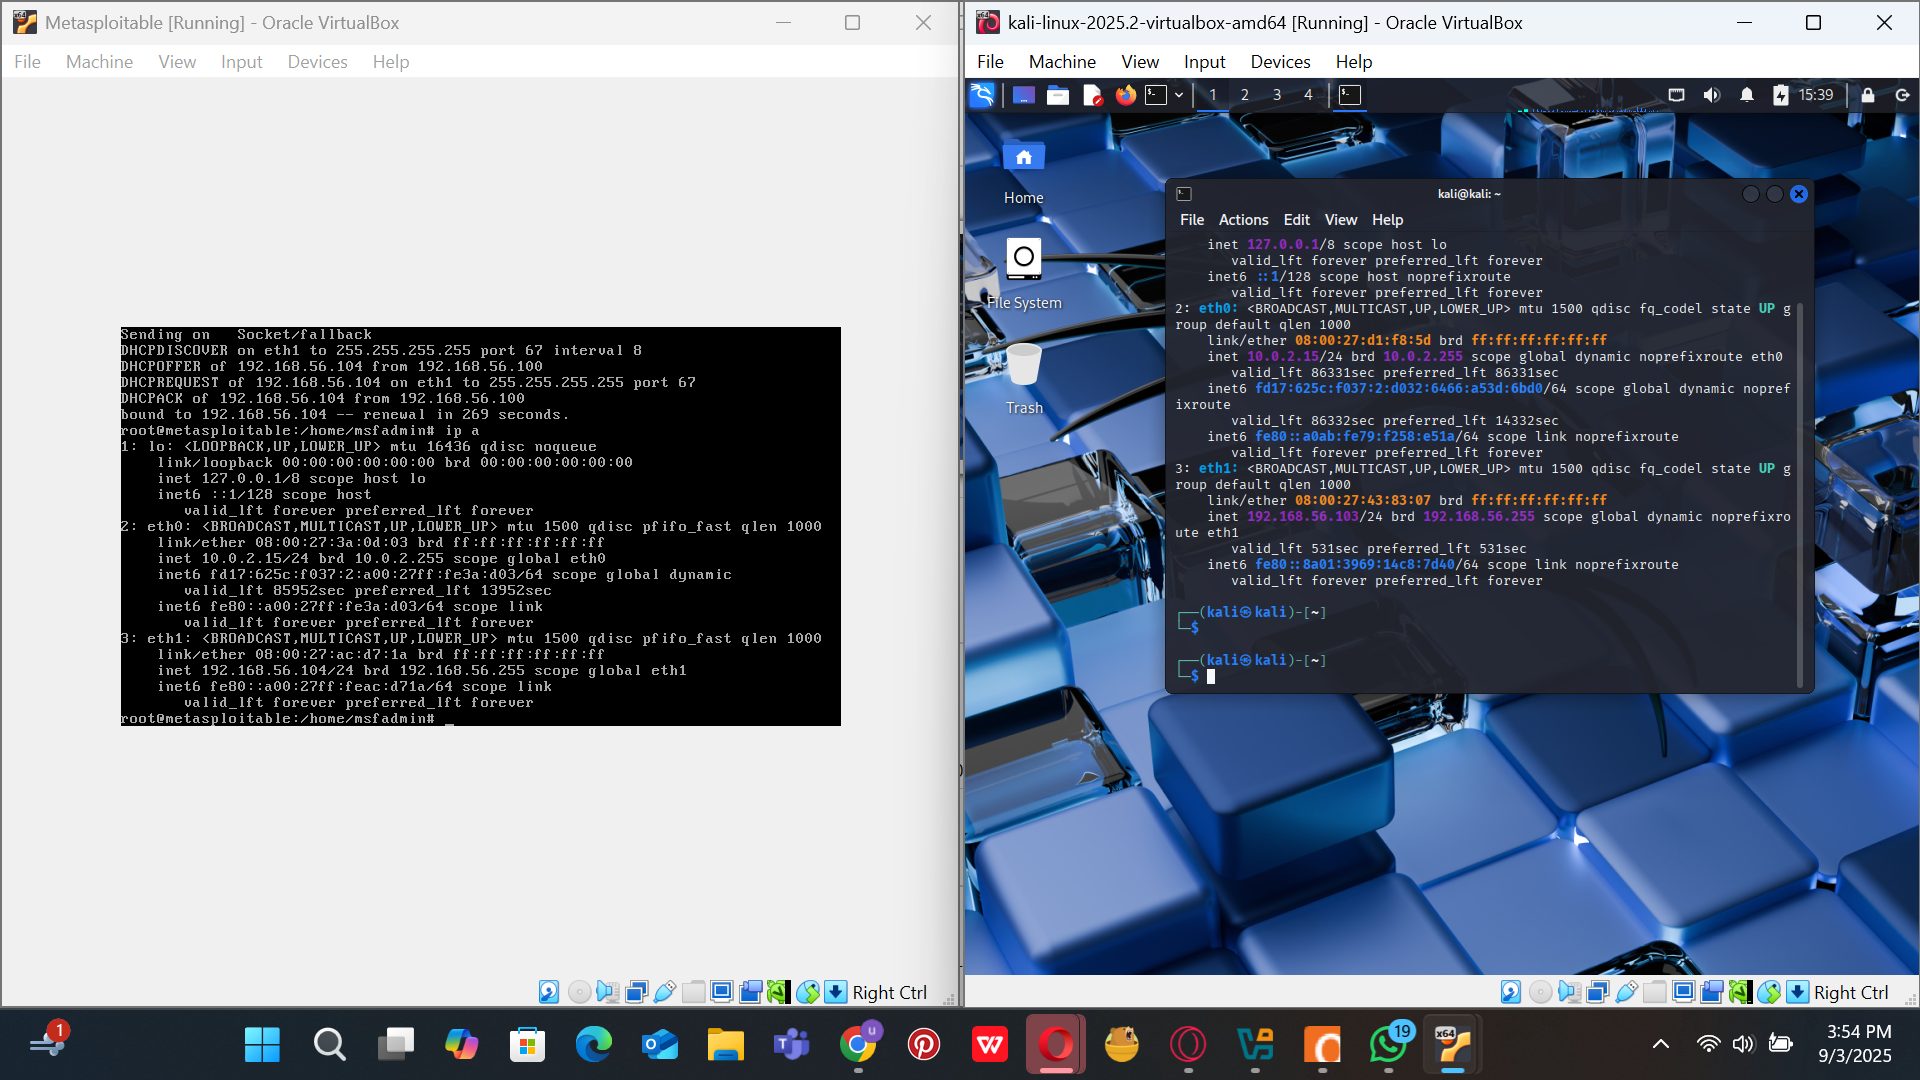 Metasploitable [Running] - Oracle VirtualBox
File Machine View Input Devices Help
Sending on   Socket/fallback
DHCPDISCOVER on eth1 to 255.255.255.255 port 67 interval 8
DHCPOFFER of 192.168.56.104 from 192.168.56.100
DHCPREQUEST of 192.168.56.104 on eth1 to 255.255.255.255 port 67
DHCPACK of 192.168.56.104 from 192.168.56.100
bound to 192.168.56.104 -- renewal in 269 seconds.
root@metasploitable:/home/msfadmin# ip a
1: lo: <LOOPBACK,UP,LOWER_UP> mtu 16436 qdisc noqueue
link/loopback 00:00:00:00:00:00 brd 00:00:00:00:00:00
inet 127.0.0.1/8 scope host lo
inet6 ::1/128 scope host
valid_lft forever preferred_lft forever
2: eth0: <BROADCAST,MULTICAST,UP,LOWER_UP> mtu 1500 qdisc pfifo_fast qlen 1000
link/ether 08:00:27:3a:0d:03 brd ff:ff:ff:ff:ff:ff
inet 10.0.2.15/24 brd 10.0.2.255 scope global eth0
inet6 fd17:625c:f037:2:a00:27ff:fe3a:d03/64 scope global dynamic
valid_lft 85952sec preferred_lft 13952sec
inet6 fe80::a00:27ff:fe3a:d03/64 scope link
valid_lft forever preferred_lft forever
3: eth1: <BROADCAST,MULTICAST,UP,LOWER_UP> mtu 1500 qdisc pfifo_fast qlen 1000
link/ether 08:00:27:ac:d7:1a brd ff:ff:ff:ff:ff:ff
inet 192.168.56.104/24 brd 192.168.56.255 scope global eth1
inet6 fe80::a00:27ff:feac:d71a/64 scope link
valid_lft forever preferred_lft forever
root@metasploitable:/home/msfadmin# _
Right Ctrl
kali-linux-2025.2-virtualbox-amd64 [Running] - Oracle VirtualBox
File Machine View Input Devices Help
1 2 3 4 15:39
Home
File System
Trash
kali@kali: ~
File Actions Edit View Help
inet 127.0.0.1/8 scope host lo
valid_lft forever preferred_lft forever
inet6 ::1/128 scope host noprefixroute
valid_lft forever preferred_lft forever
2: eth0: <BROADCAST,MULTICAST,UP,LOWER_UP> mtu 1500 qdisc fq_codel state UP g
roup default qlen 1000
link/ether 08:00:27:d1:f8:5d brd ff:ff:ff:ff:ff:ff
inet 10.0.2.15/24 brd 10.0.2.255 scope global dynamic noprefixroute eth0
valid_lft 86331sec preferred_lft 86331sec
inet6 fd17:625c:f037:2:d032:6466:a53d:6bd0/64 scope global dynamic nopref
ixroute
valid_lft 86332sec preferred_lft 14332sec
inet6 fe80::a0ab:fe79:f258:e51a/64 scope link noprefixroute
valid_lft forever preferred_lft forever
3: eth1: <BROADCAST,MULTICAST,UP,LOWER_UP> mtu 1500 qdisc fq_codel state UP g
roup default qlen 1000
link/ether 08:00:27:43:83:07 brd ff:ff:ff:ff:ff:ff
inet 192.168.56.103/24 brd 192.168.56.255 scope global dynamic noprefixro
ute eth1
valid_lft 531sec preferred_lft 531sec
inet6 fe80::8a01:3969:14c8:7d40/64 scope link noprefixroute
valid_lft forever preferred_lft forever
┌──(kali㉿kali)-[~]
└─$
┌──(kali㉿kali)-[~]
└─$
Right Ctrl
1
u
19
x64
3:54 PM
9/3/2025